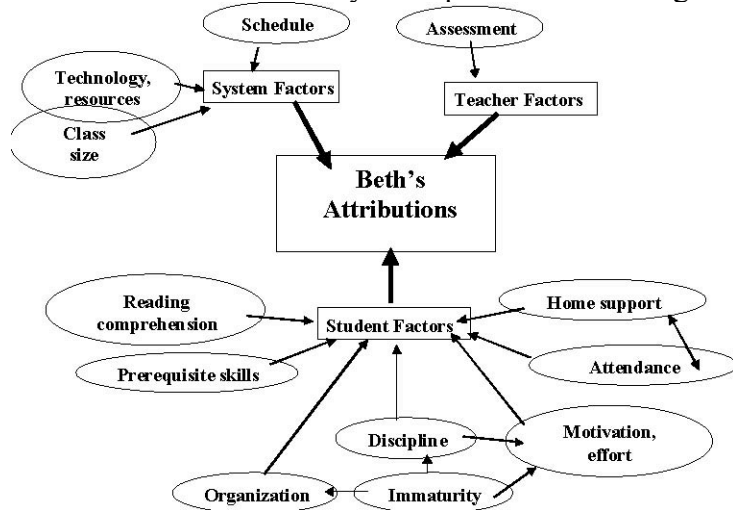 Schedule
Assessment
Technology,
resources
System Factors
Teacher Factors
Class
size
Beth's
Attributions
Reading
comprehension
Home support
Student Factors
Prerequisite skills
Attendance
Discipline
Motivation,
effort
Organization
Immaturity